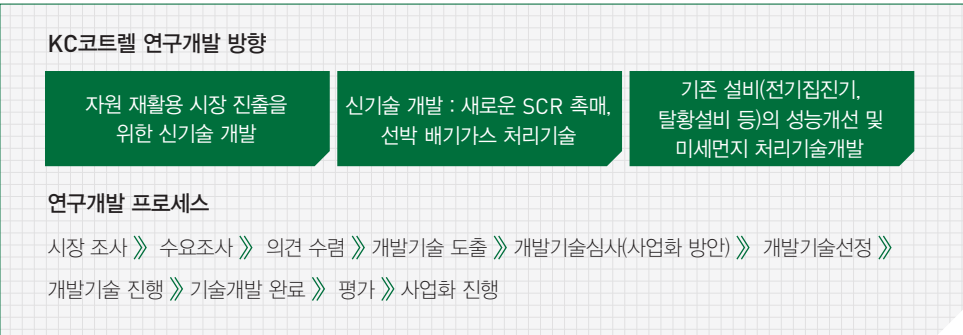 KC코트렐 연구개발 방향
자원 재활용 시장 진출을
위한 신기술 개발
신기술 개발 : 새로운 SCR 촉매,
선박 배기가스 처리기술
기존 설비(전기집진기,
탈황설비 등)의 성능개선 및
미세먼지 처리기술개발
연구개발 프로세스
시장 조사 》 수요조사 》 의견 수렴 》 개발기술 도출 》 개발기술심사(사업화 방안) 》 개발기술선정 》
개발기술 진행 》 기술개발 완료 》 평가 》 사업화 진행